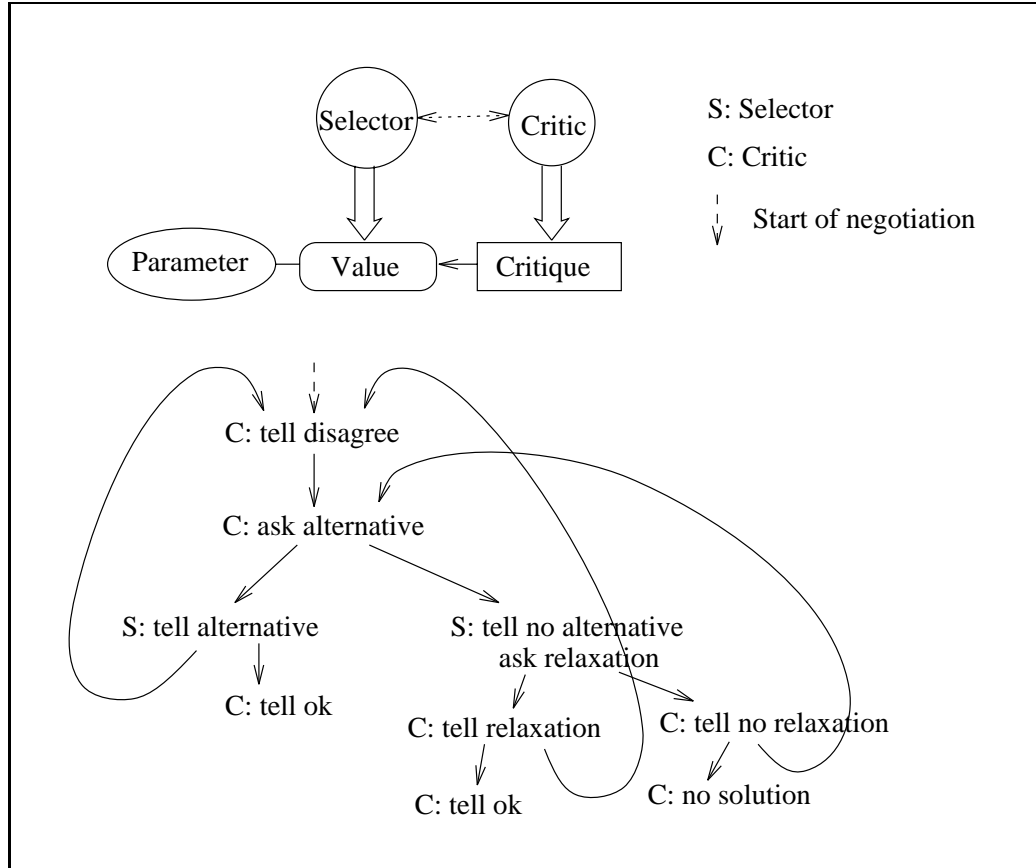 Selector
Critic
S: Selector
C: Critic
Start of negotiation
Parameter
Value
Critique
C: tell disagree
C: ask alternative
S: tell alternative
S: tell no alternative
ask relaxation
C: tell ok
C: tell relaxation
C: tell no relaxation
C: tell ok
C: no solution